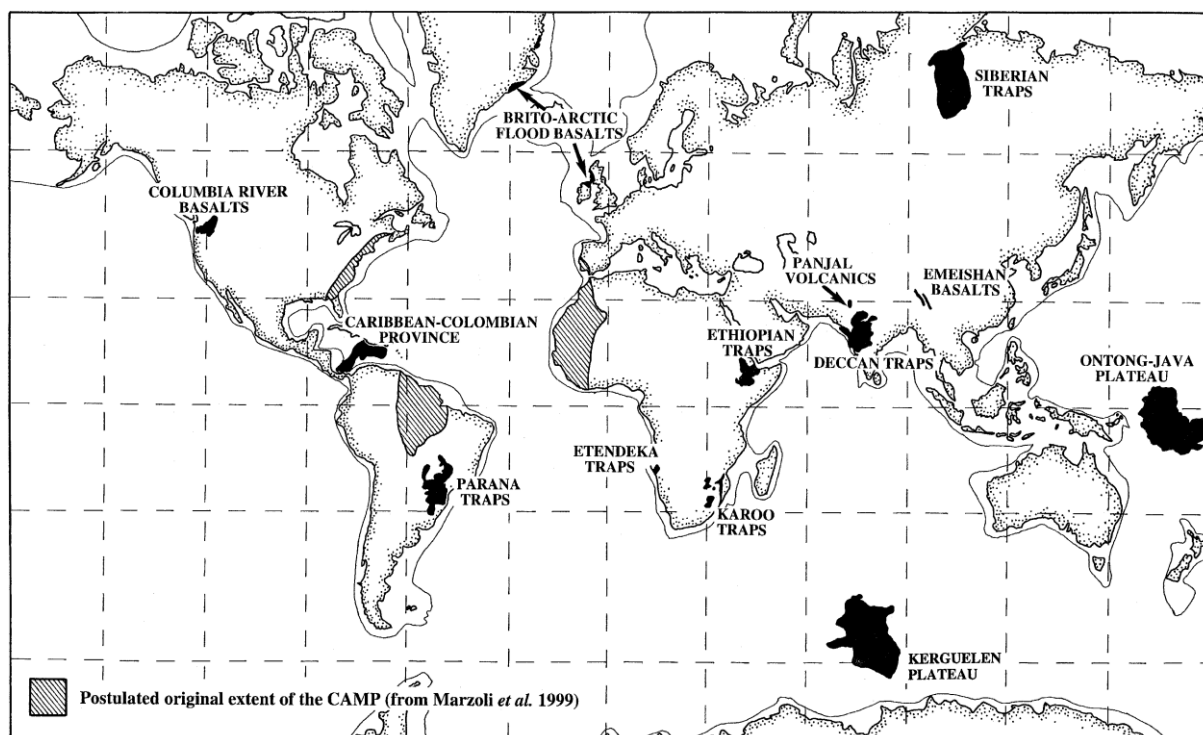 SIBERIAN
TRAPS
BRITO-ARCTIC
FLOOD BASALTS
COLUMBIA RIVER
BASALTS
PANJAL
VOLCANICS
EMEISHAN
BASALTS
CARIBBEAN-COLOMBIAN
PROVINCE
ETHIOPIAN
TRAPS
DECCAN TRAPS
ONTONG-JAVA
PLATEAU
ETENDEKA
TRAPS
PARANA
TRAPS
KAROO
TRAPS
KERGUELEN
PLATEAU
Postulated original extent of the CAMP (from Marzoli et al. 1999)